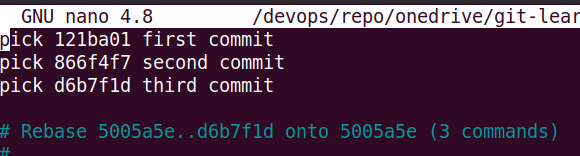 GNU nano 4.8 /devops/repo/onedrive/git-lear
pick 121ba01 first commit
pick 866f4f7 second commit
pick d6b7f1d third commit
# Rebase 5005a5e..d6b7f1d onto 5005a5e (3 commands)
#